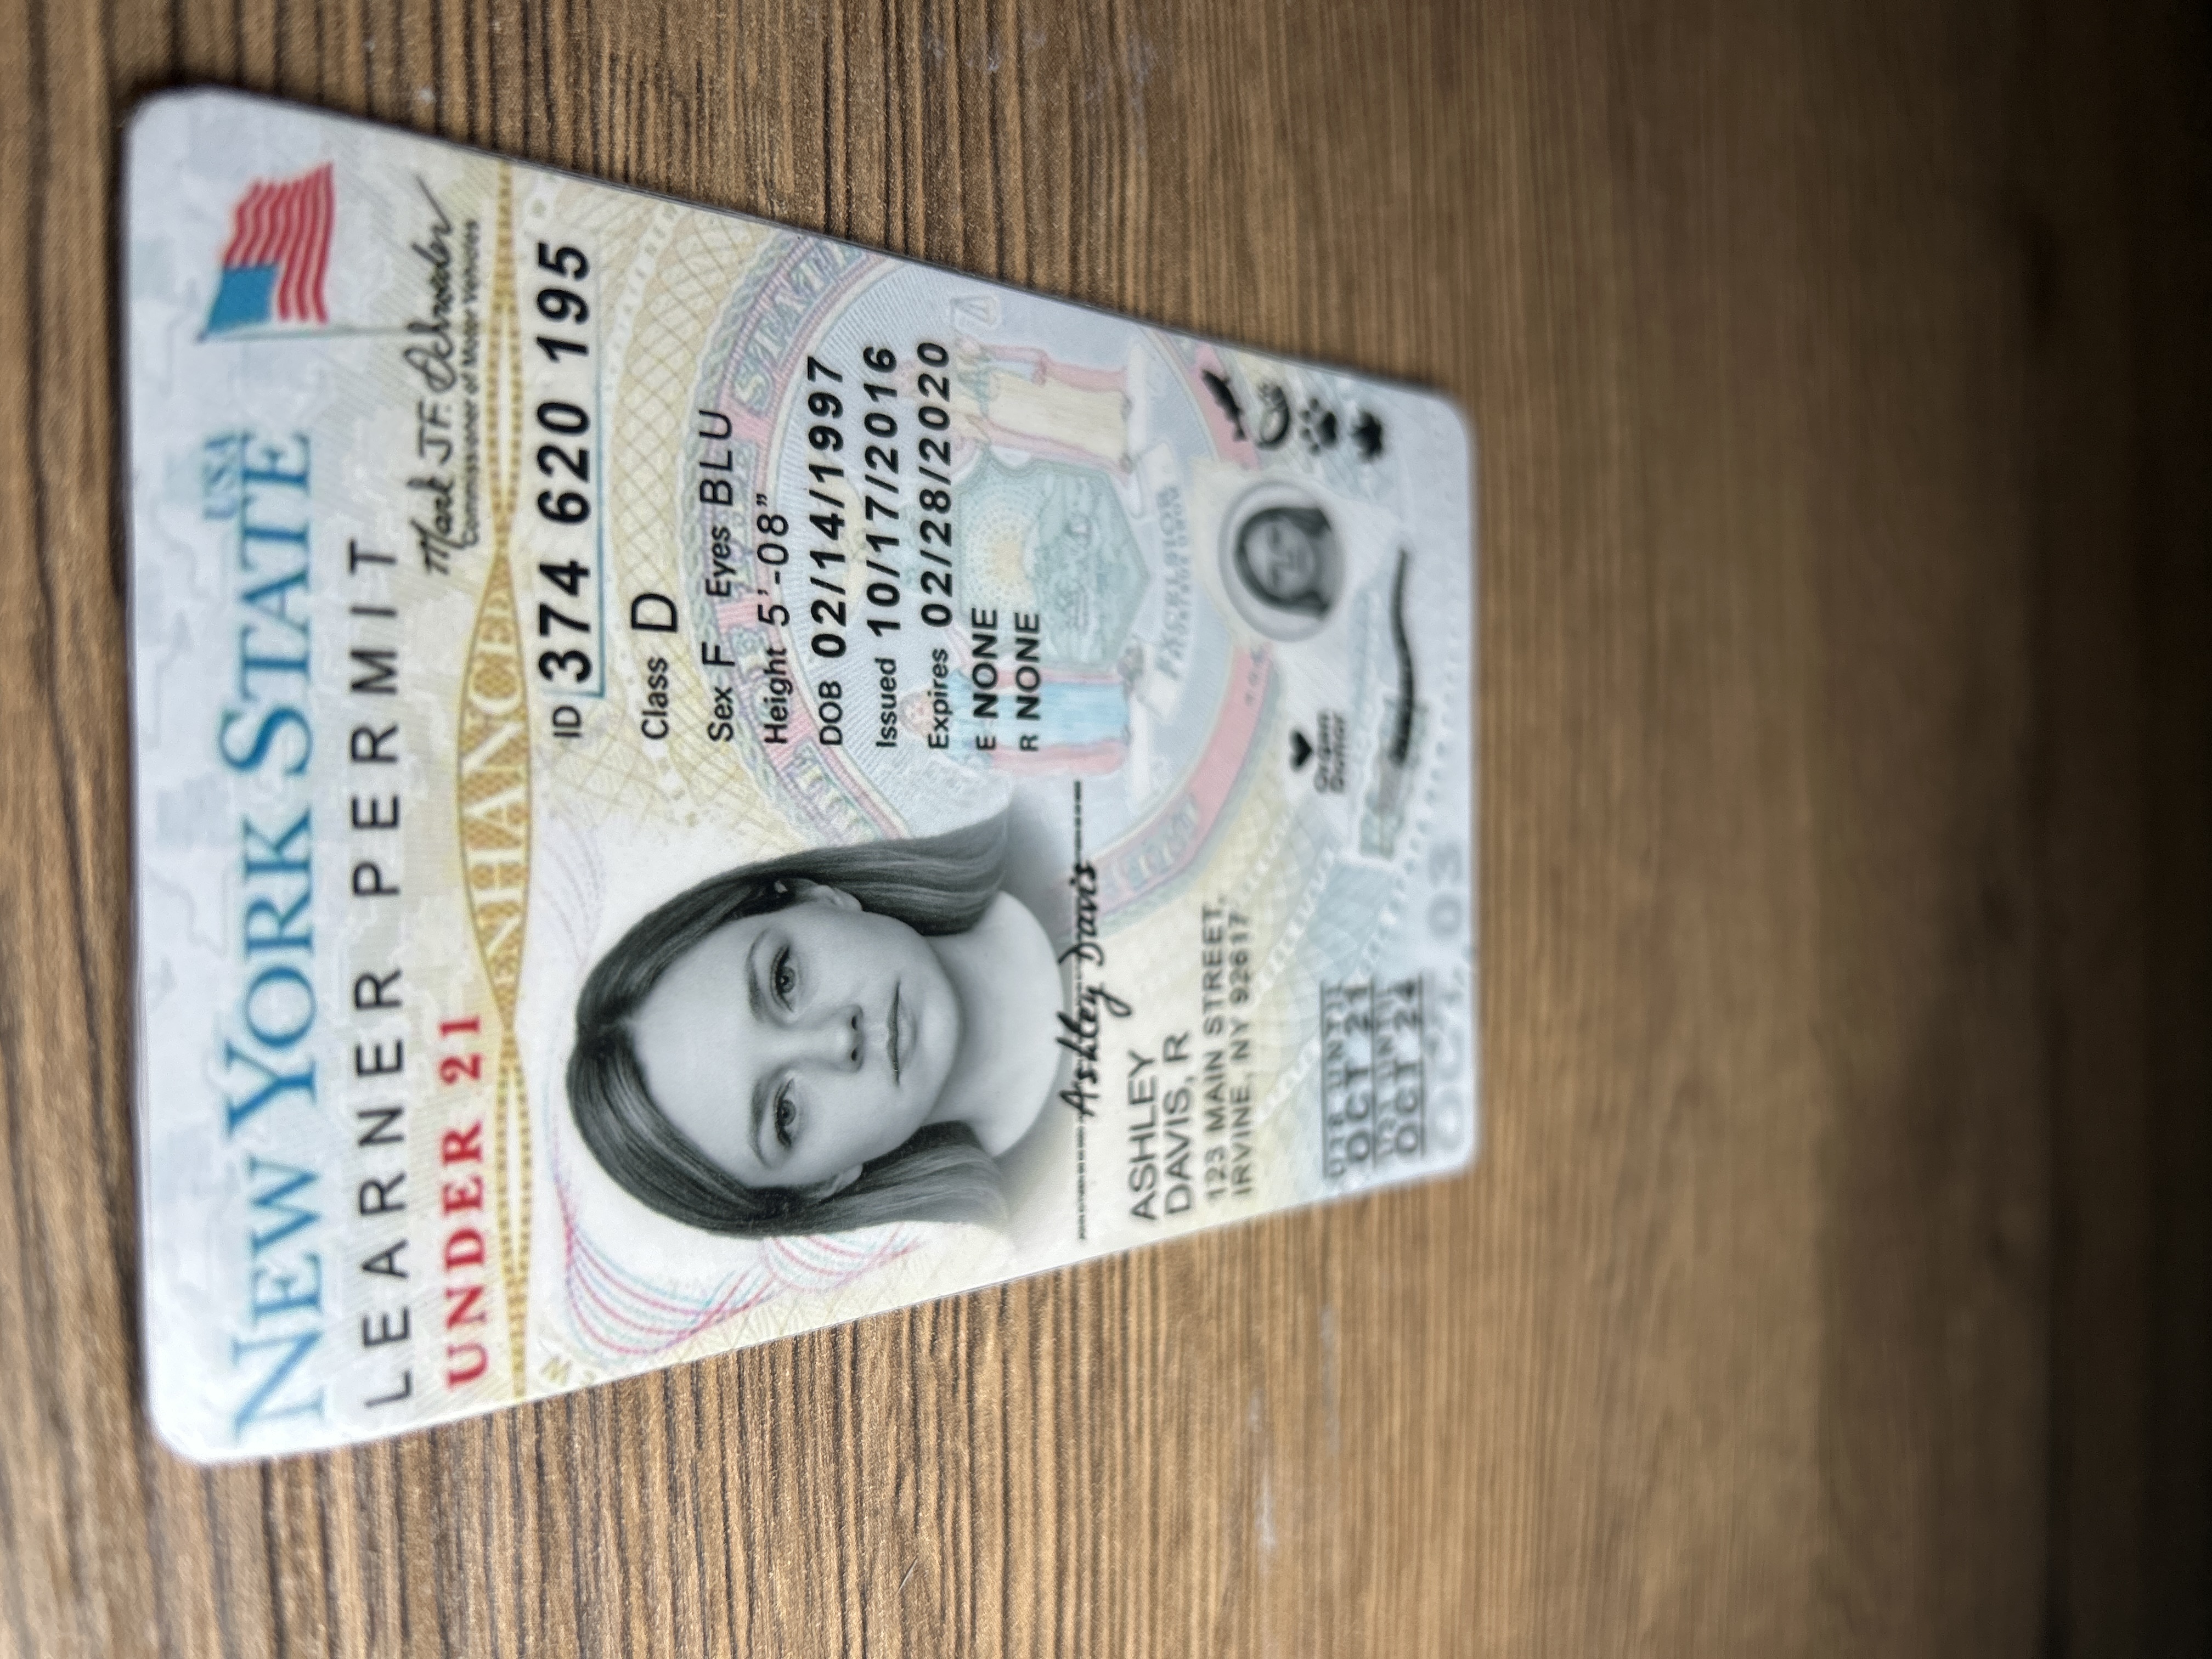 NEW YORK STATE
USA
LEARNER PERMIT
UNDER 21
ENHANCED
Mark J.F. Schroeder
Commissioner of Motor Vehicles
ID 374 620 195
Class D
Sex F Eyes BLU
Height 5'-08"
DOB 02/14/1997
Issued 10/17/2016
Expires 02/28/2020
E NONE
R NONE
Ashley Davis
ASHLEY
DAVIS, R
123 MAIN STREET,
IRVINE, NY 92617
EXCELSIOR
Organ
Donor
U18 UNTIL
OCT 21
U21 UNTIL
OCT 24
OCT 03